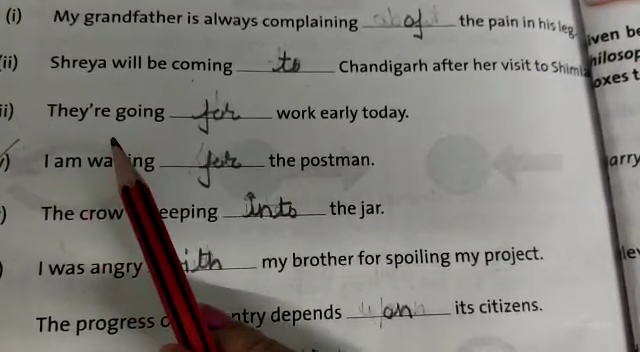 (i) My grandfather is always complaining of the pain in his leg.
(ii) Shreya will be coming to Chandigarh after her visit to Shiml
ii) They're going for work early today.
I am wa ing for the postman.
) The crow eeping into the jar.
) I was angry ith my brother for spoiling my project.
The progress o ntry depends on its citizens.
iven be
hilosop
oxes t
arry
le